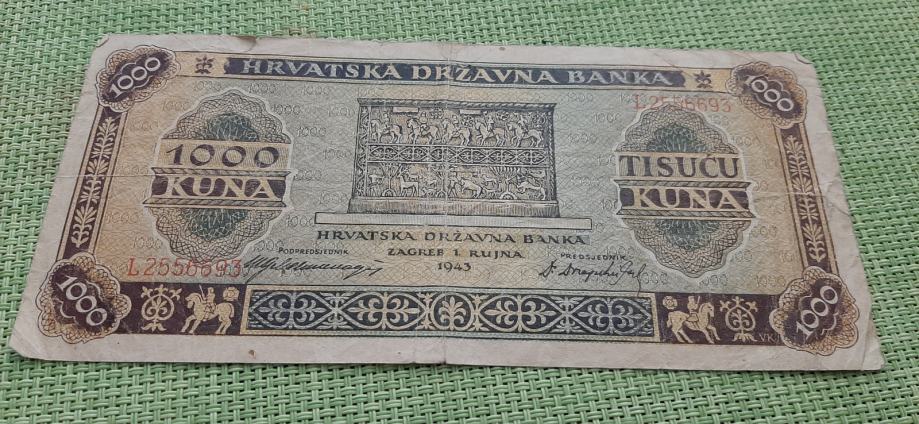 1000
HRVATSKA DRŽAVNA BANKA
1000
L2556693
1000
KUNA
TISUĆU
KUNA
HRVATSKA DRŽAVNA BANKA
PODPREDSJEDNIK
ZAGREB 1. RUJNA
PREDSJEDNIK
1943
L2556693
1000
1000